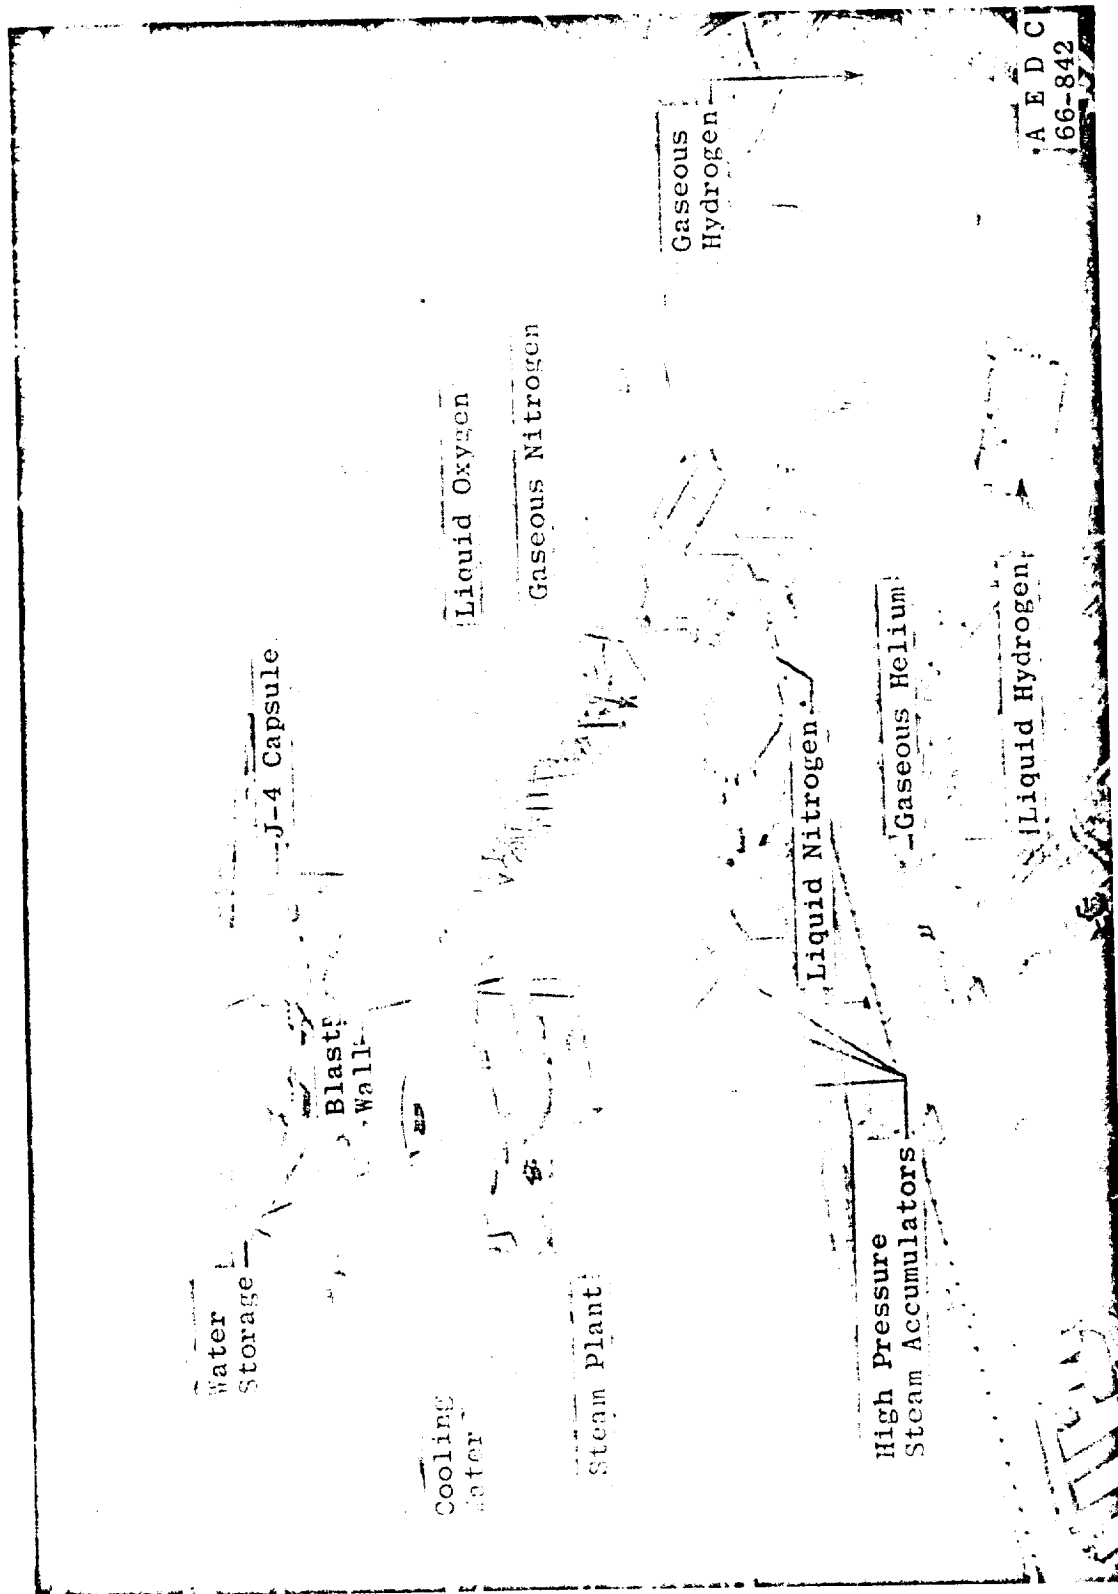 Water
Storage
J-4 Capsule
Blast
Wall
Cooling
Water
Liquid Oxygen
Gaseous Nitrogen
Steam Plant
Gaseous
Hydrogen
Liquid Nitrogen
High Pressure
Steam Accumulators
Gaseous Helium
Liquid Hydrogen
A E D C
66-842